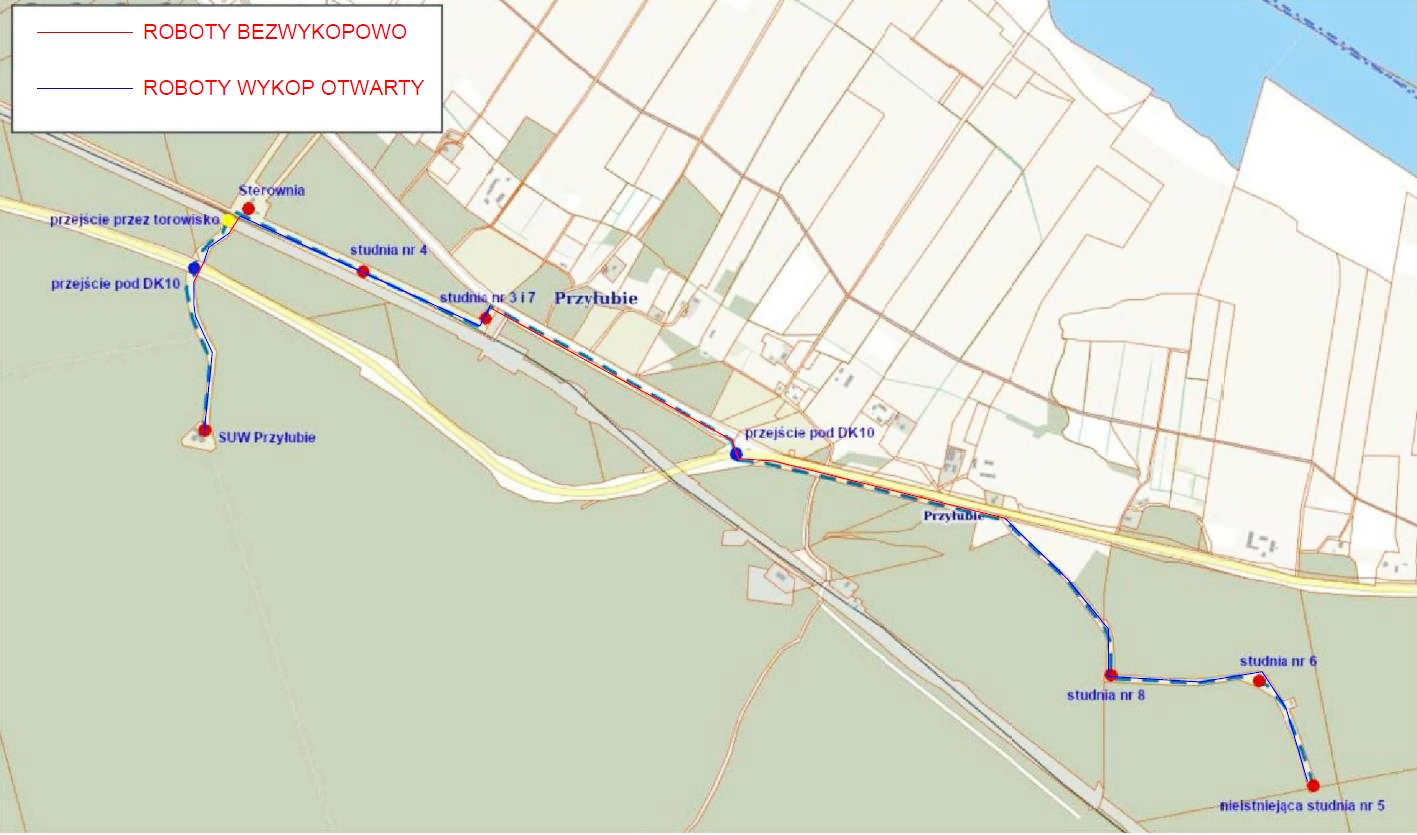 ROBOTY BEZWYKOPOWO
ROBOTY WYKOP OTWARTY
Sterownia
przejście przez torowisko
studnia nr 4
przejście pod DK10
studnia nr 3 i 7
Przyłubie
przejście pod DK10
SUW Przyłubie
Przyłubie
studnia nr 6
studnia nr 8
nieistniejąca studnia nr 5